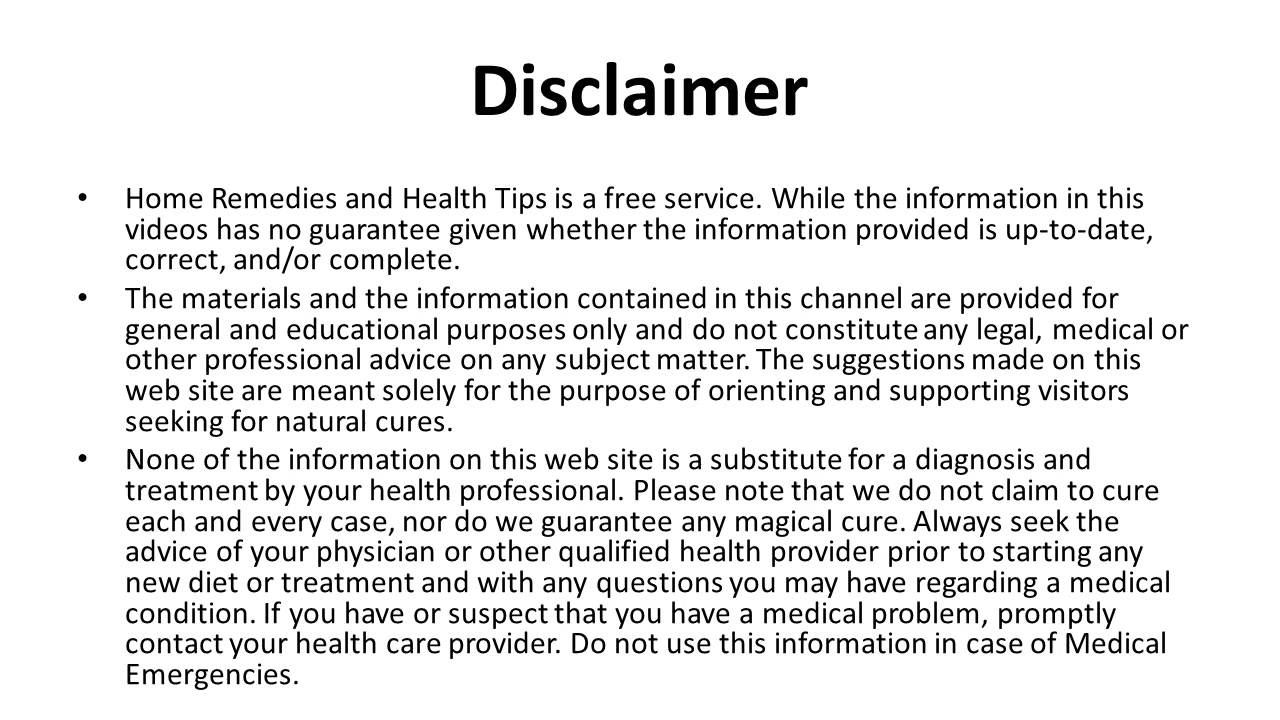 Disclaimer
• Home Remedies and Health Tips is a free service. While the information in this
videos has no guarantee given whether the information provided is up-to-date,
correct, and/or complete.
• The materials and the information contained in this channel are provided for
general and educational purposes only and do not constitute any legal, medical or
other professional advice on any subject matter. The suggestions made on this
web site are meant solely for the purpose of orienting and supporting visitors
seeking for natural cures.
• None of the information on this web site is a substitute for a diagnosis and
treatment by your health professional. Please note that we do not claim to cure
each and every case, nor do we guarantee any magical cure. Always seek the
advice of your physician or other qualified health provider prior to starting any
new diet or treatment and with any questions you may have regarding a medical
condition. If you have or suspect that you have a medical problem, promptly
contact your health care provider. Do not use this information in case of Medical
Emergencies.